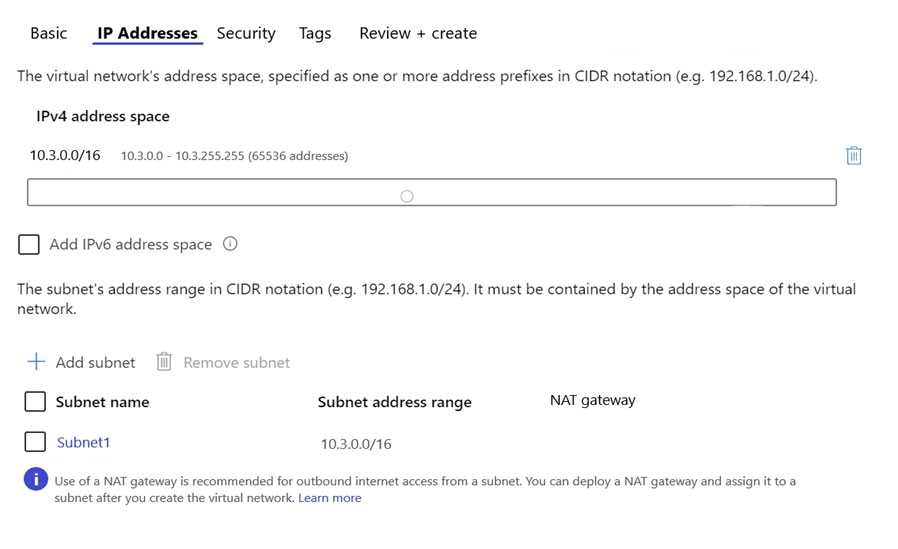 Basic IP Addresses Security Tags Review + create
The virtual network's address space, specified as one or more address prefixes in CIDR notation (e.g. 192.168.1.0/24).
IPv4 address space
10.3.0.0/16 10.3.0.0 - 10.3.255.255 (65536 addresses)
Add IPv6 address space
The subnet's address range in CIDR notation (e.g. 192.168.1.0/24). It must be contained by the address space of the virtual
network.
Add subnet Remove subnet
Subnet name Subnet address range NAT gateway
Subnet1 10.3.0.0/16
Use of a NAT gateway is recommended for outbound internet access from a subnet. You can deploy a NAT gateway and assign it to a
subnet after you create the virtual network. Learn more